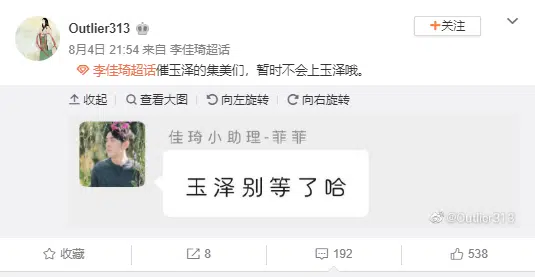 Outlier313
+关注
8月4日 21:54 来自 李佳琦超话
李佳琦超话催玉泽的集美们，暂时不会上玉泽哦。
收起 查看大图 向左旋转 向右旋转
佳琦小助理-菲菲
玉泽别等了哈
@Outlier313
收藏 8 192 538